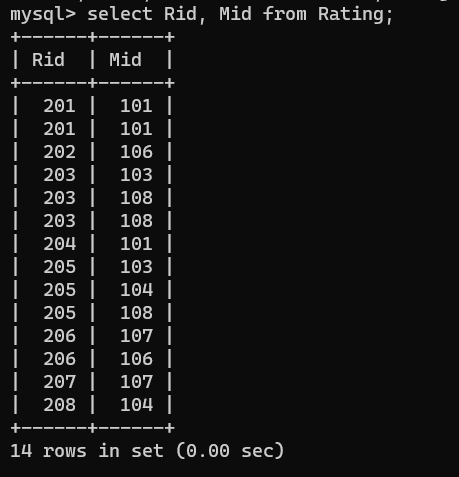 mysql> select Rid, Mid from Rating;
+------+------+
| Rid  | Mid  |
+------+------+
|  201 |  101 |
|  201 |  101 |
|  202 |  106 |
|  203 |  103 |
|  203 |  108 |
|  203 |  108 |
|  204 |  101 |
|  205 |  103 |
|  205 |  104 |
|  205 |  108 |
|  206 |  107 |
|  206 |  106 |
|  207 |  107 |
|  208 |  104 |
+------+------+
14 rows in set (0.00 sec)